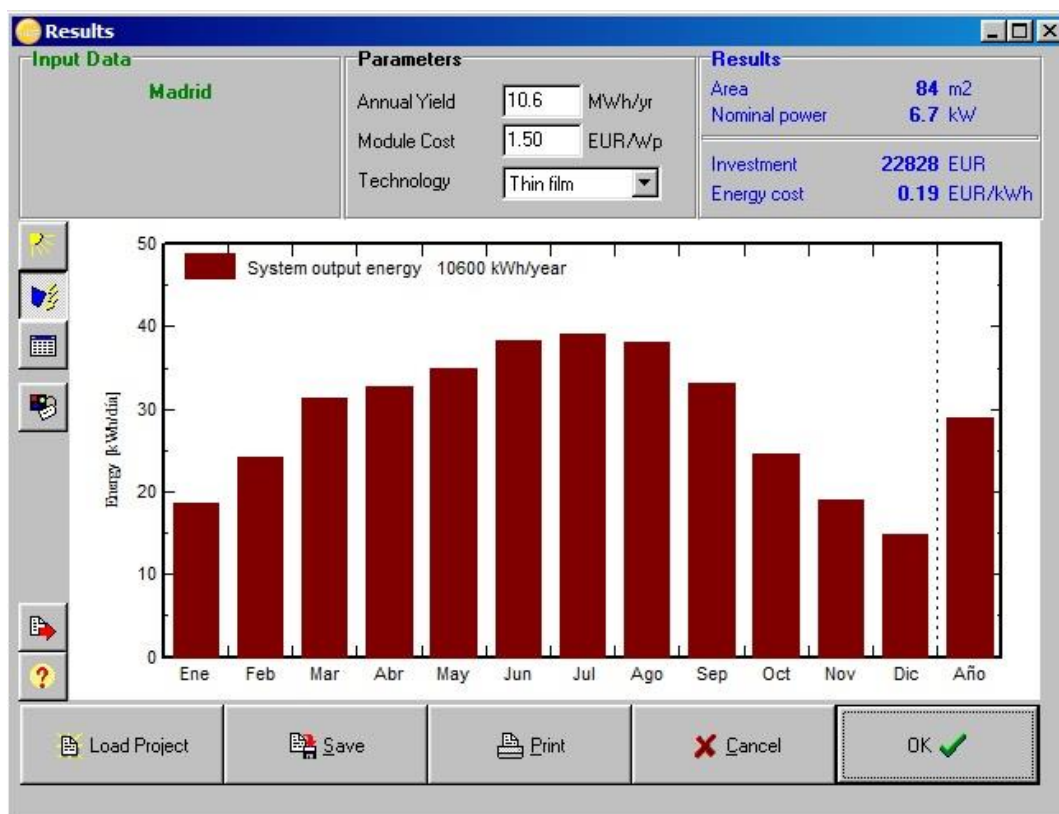 Results
Input Data
Madrid
Parameters
Annual Yield 10.6 MWh/yr
Module Cost 1.50 EUR/Wp
Technology Thin film
Results
Area 84 m2
Nominal power 6.7 kW
Investment 22828 EUR
Energy cost 0.19 EUR/kWh
System output energy 10600 kWh/year
Energy [kWh/día]
50
40
30
20
10
0
Ene Feb Mar Abr May Jun Jul Ago Sep Oct Nov Dic Año
Load Project Save Print Cancel OK